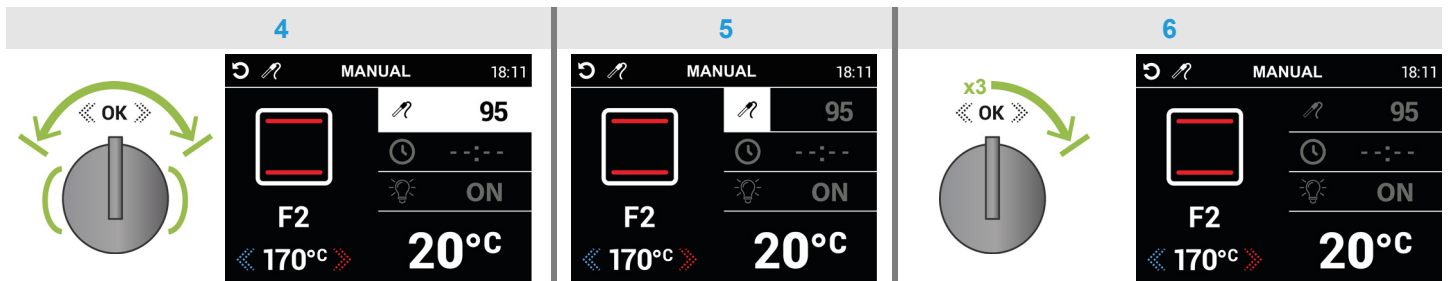 4
OK
MANUAL 18:11
95
--:--
ON
F2
170°C
20°C
5
MANUAL 18:11
95
--:--
ON
F2
170°C
20°C
6
x3
OK
MANUAL 18:11
95
--:--
ON
F2
170°C
20°C